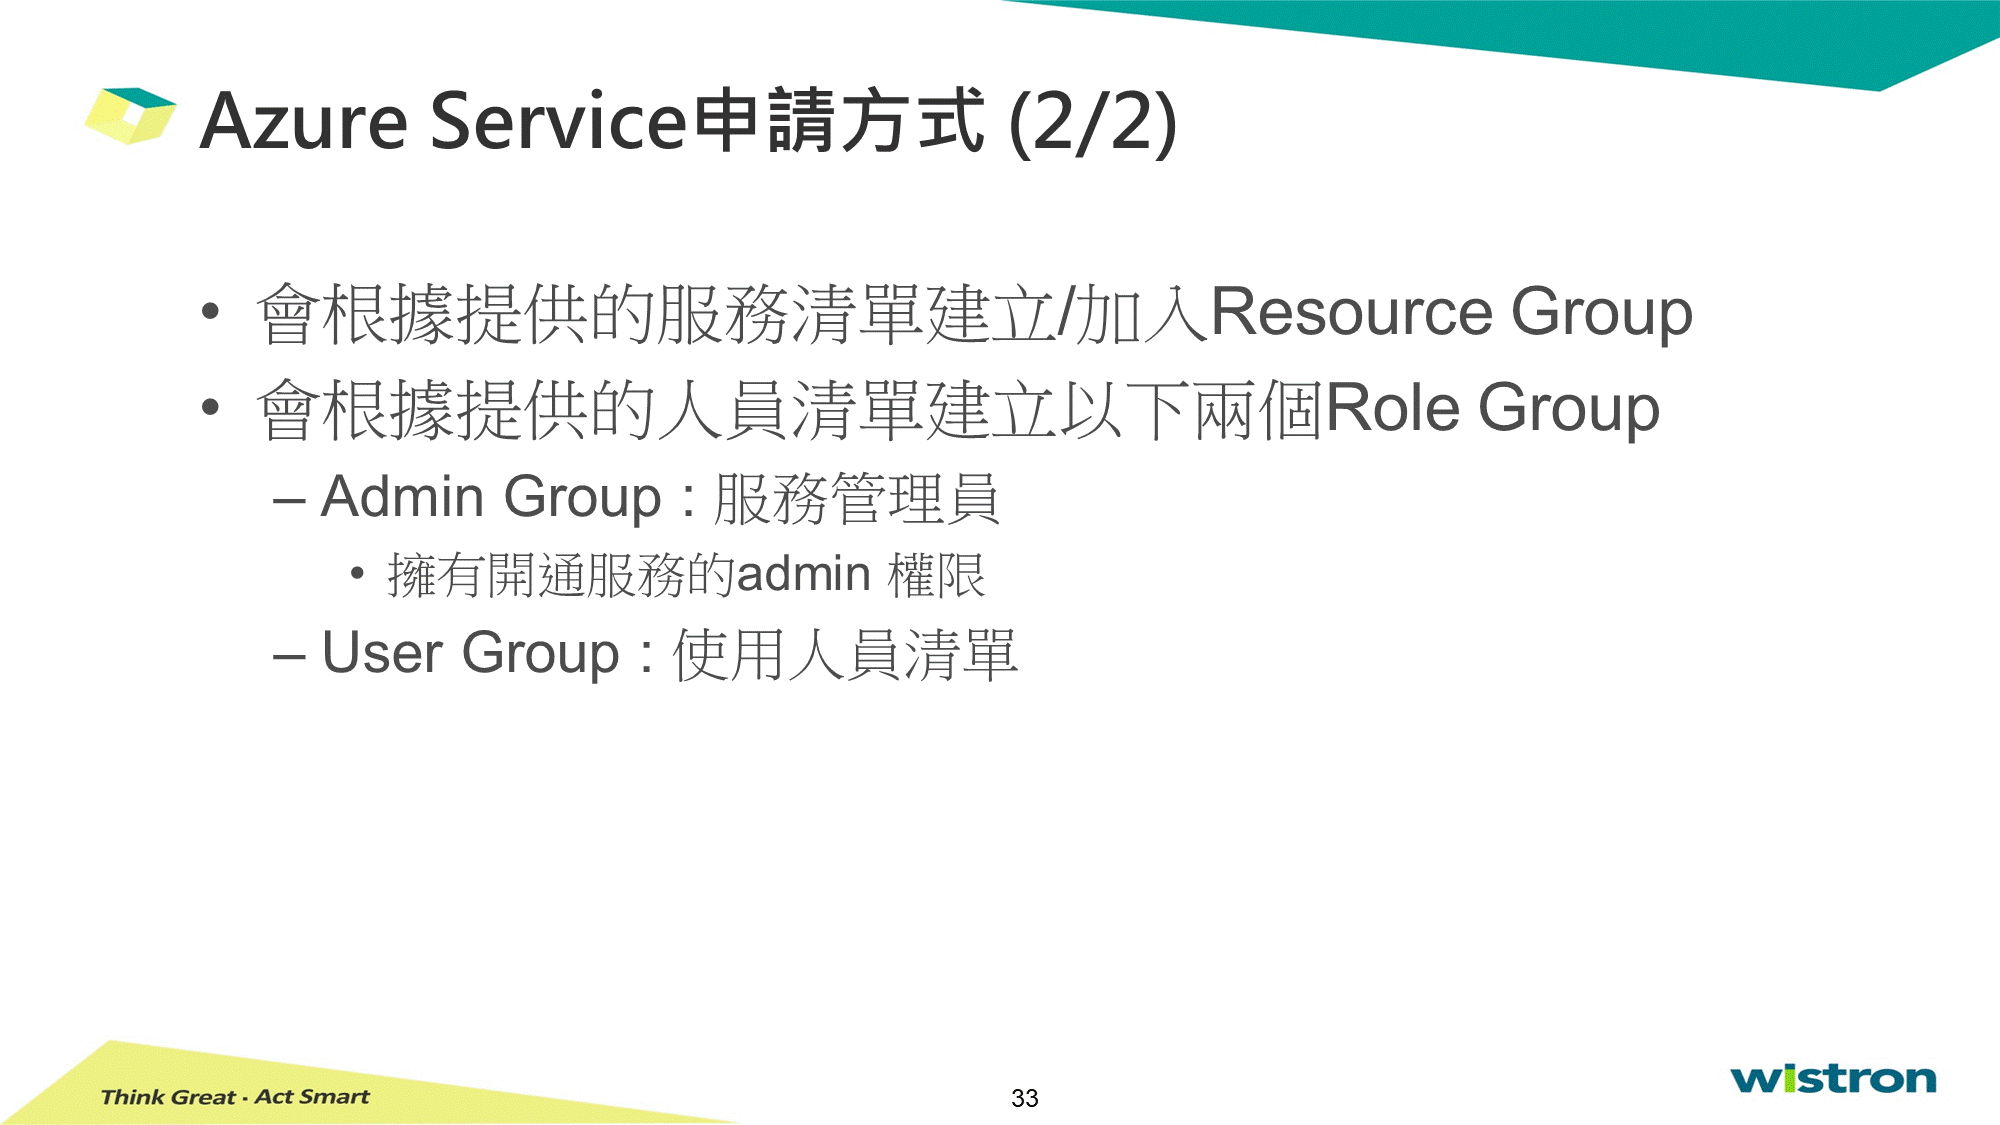 Azure Service申請方式 (2/2)
• 會根據提供的服務清單建立/加入Resource Group
• 會根據提供的人員清單建立以下兩個Role Group
– Admin Group : 服務管理員
• 擁有開通服務的admin 權限
– User Group : 使用人員清單
Think Great · Act Smart
33
wistron